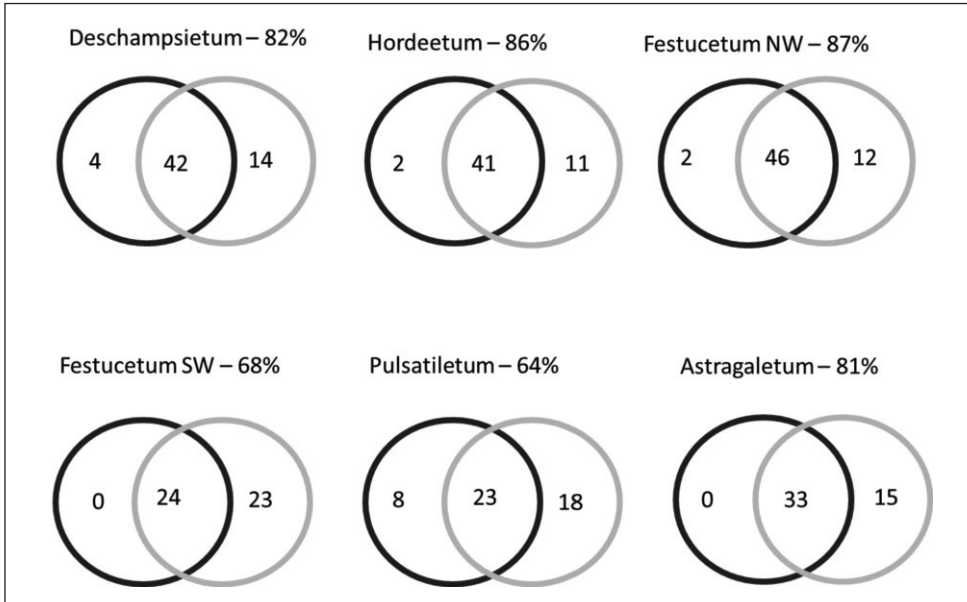 Deschampsietum – 82%
Hordeetum – 86%
Festucetum NW – 87%
4 42 14
2 41 11
2 46 12
Festucetum SW – 68%
Pulsatiletum – 64%
Astragaletum – 81%
0 24 23
8 23 18
0 33 15